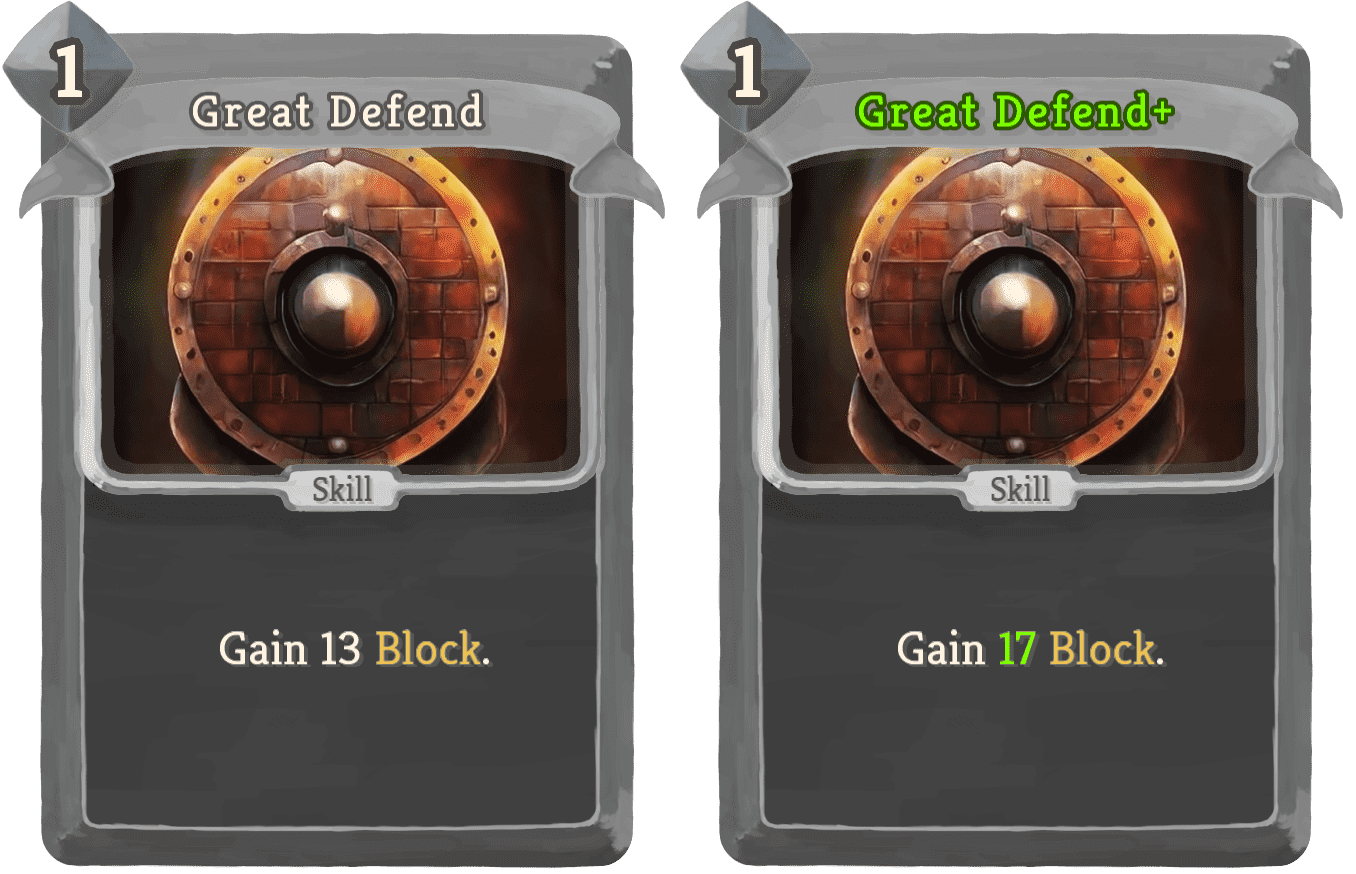 1
Great Defend
Skill
Gain 13 Block.
1
Great Defend+
Skill
Gain 17 Block.